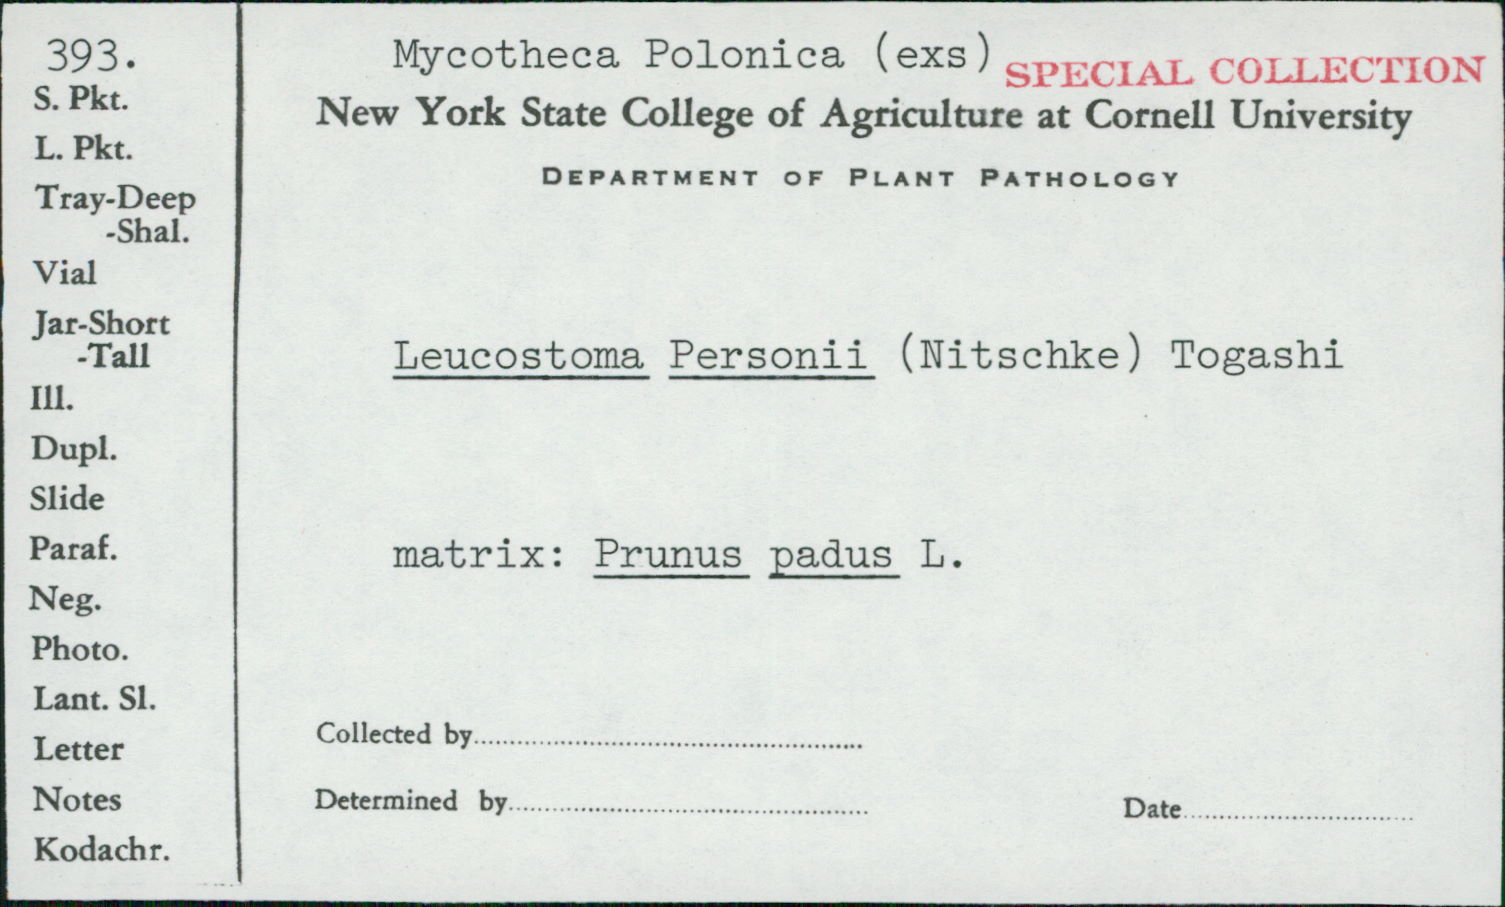 393.
S. Pkt.
L. Pkt.
Tray-Deep
-Shal.
Vial
Jar-Short
-Tall
Ill.
Dupl.
Slide
Paraf.
Neg.
Photo.
Lant. Sl.
Letter
Notes
Kodachr.
Mycotheca Polonica (exs)
SPECIAL COLLECTION
New York State College of Agriculture at Cornell University
DEPARTMENT OF PLANT PATHOLOGY
Leucostoma Personii (Nitschke) Togashi
matrix: Prunus padus L.
Collected by
Determined by
Date